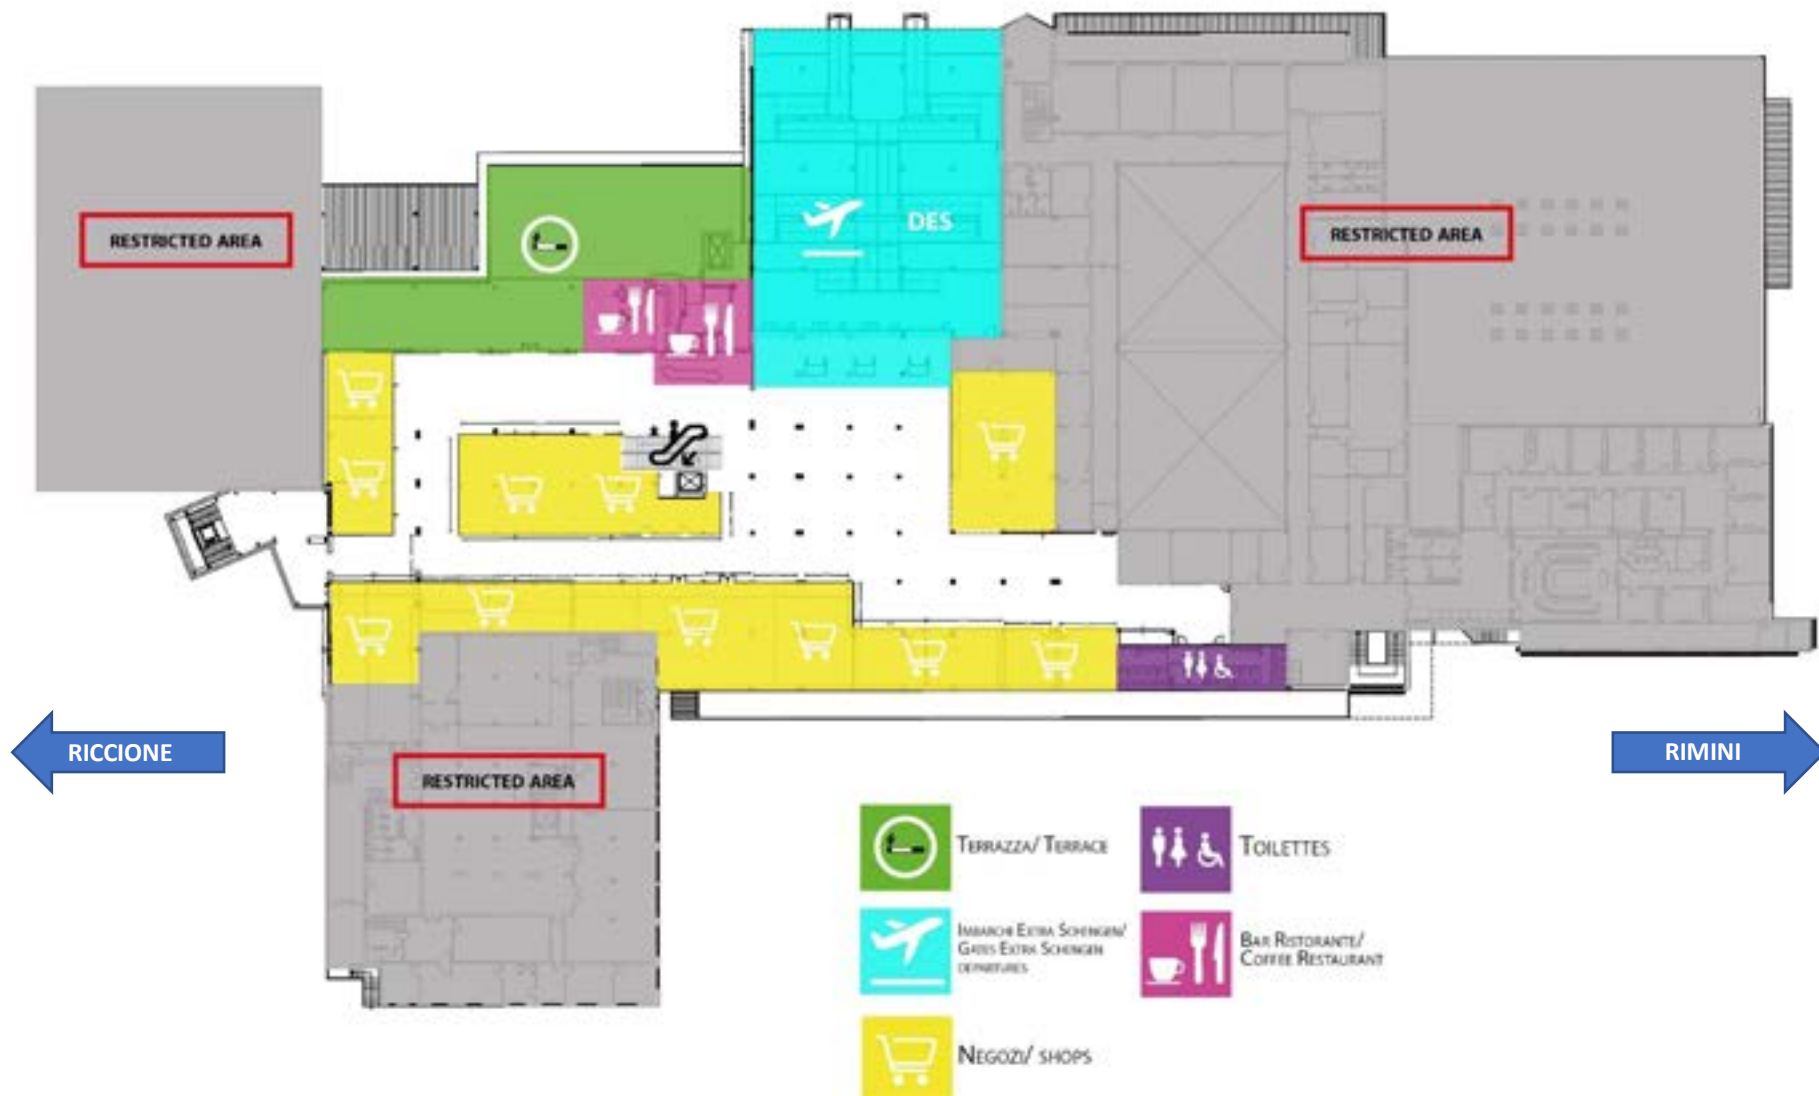 RESTRICTED AREA
DES
RESTRICTED AREA
RICCIONE
RIMINI
RESTRICTED AREA
TERRAZZA/ TERRACE
TOILETTES
IMBARCHI EXTRA SCHENGEN/
GATES EXTRA SCHENGEN
DEPARTURES
BAR RISTORANTE/
COFFEE RESTAURANT
NEGOZI/ SHOPS